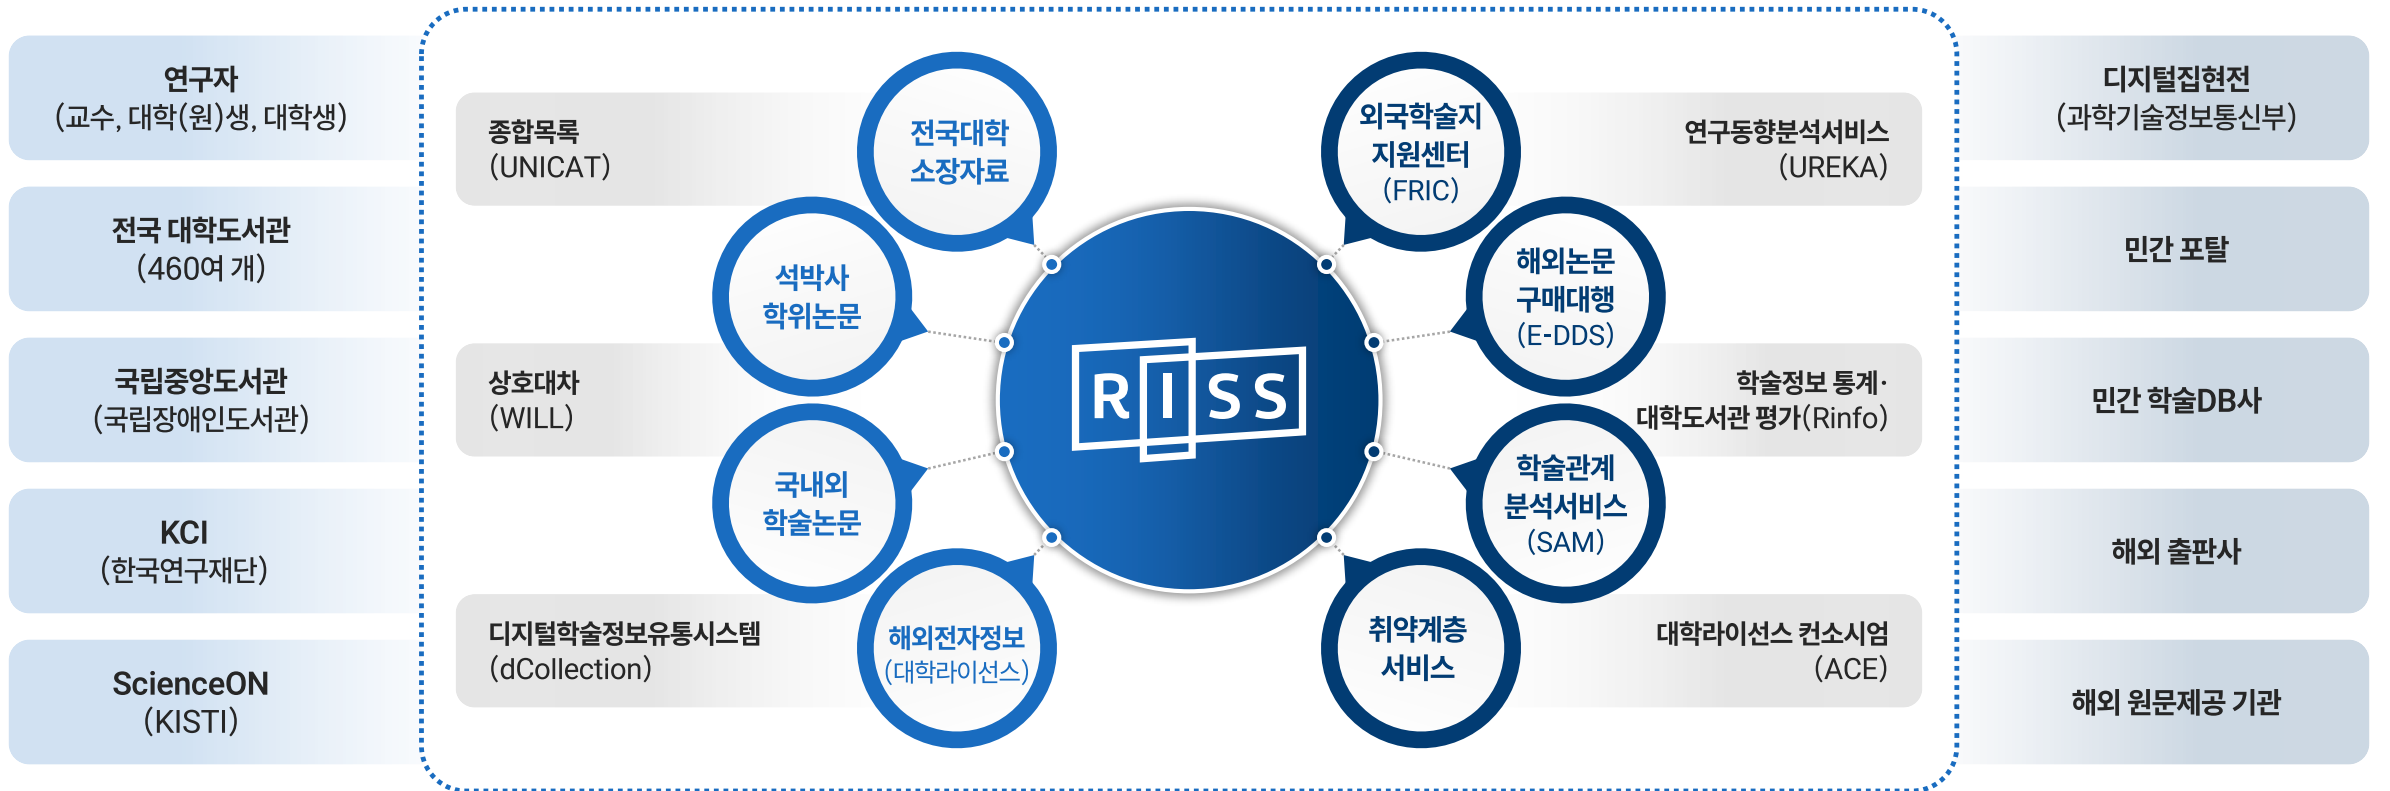 연구자
(교수, 대학(원)생, 대학생)
전국 대학도서관
(460여 개)
국립중앙도서관
(국립장애인도서관)
KCI
(한국연구재단)
ScienceON
(KISTI)
종합목록
(UNICAT)
상호대차
(WILL)
디지털학술정보유통시스템
(dCollection)
전국대학
소장자료
석박사
학위논문
국내외
학술논문
해외전자정보
(대학라이선스)
RISS
외국학술지
지원센터
(FRIC)
해외논문
구매대행
(E-DDS)
학술관계
분석서비스
(SAM)
취약계층
서비스
연구동향분석서비스
(UREKA)
학술정보 통계·
대학도서관 평가(Rinfo)
대학라이선스 컨소시엄
(ACE)
디지털집현전
(과학기술정보통신부)
민간 포탈
민간 학술DB사
해외 출판사
해외 원문제공 기관